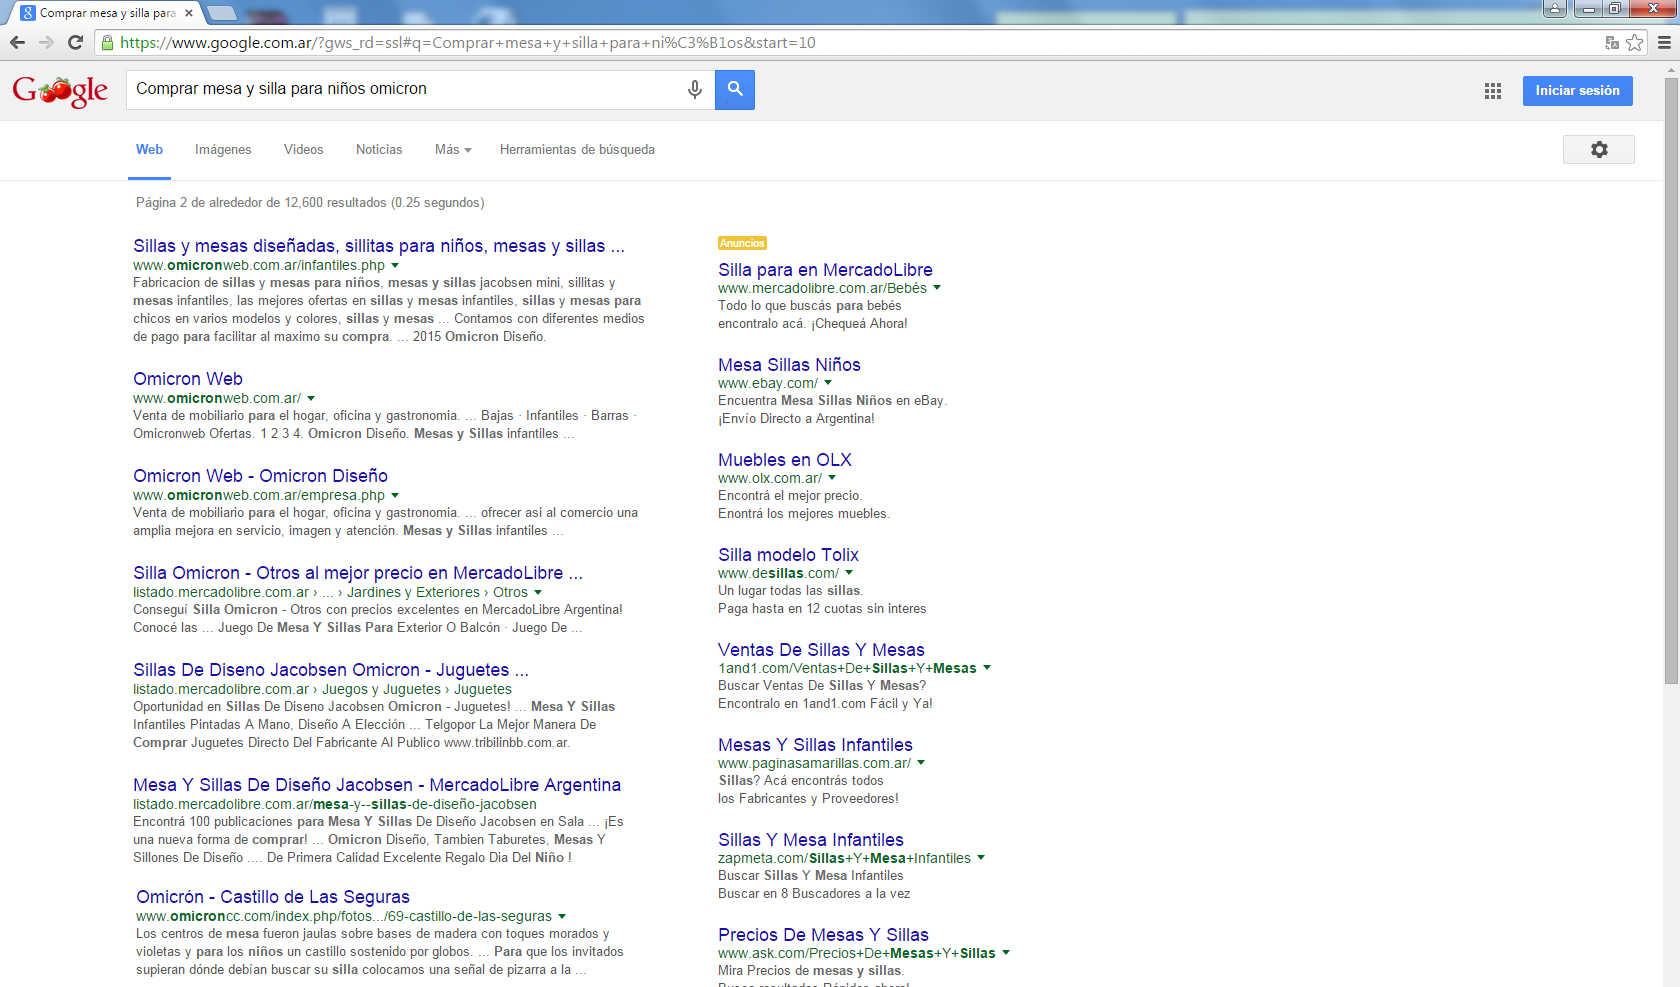 Comprar mesa y silla para
https://www.google.com.ar/?gws_rd=ssl#q=Comprar+mesa+y+silla+para+ni%C3%B1os&start=10
Google
Comprar mesa y silla para niños omicron
Iniciar sesión
Web Imágenes Videos Noticias Más Herramientas de búsqueda
Página 2 de alrededor de 12,600 resultados (0.25 segundos)
Sillas y mesas diseñadas, sillitas para niños, mesas y sillas ...
www.omicronweb.com.ar/infantiles.php
Fabricacion de sillas y mesas para niños, mesas y sillas jacobsen mini, sillitas y
mesas infantiles, las mejores ofertas en sillas y mesas infantiles, sillas y mesas para
chicos en varios modelos y colores, sillas y mesas ... Contamos con diferentes medios
de pago para facilitar al maximo su compra. ... 2015 Omicron Diseño.
Omicron Web
www.omicronweb.com.ar/
Venta de mobiliario para el hogar, oficina y gastronomia. ... Bajas · Infantiles · Barras ·
Omicronweb Ofertas. 1 2 3 4. Omicron Diseño. Mesas y Sillas infantiles ...
Omicron Web - Omicron Diseño
www.omicronweb.com.ar/empresa.php
Venta de mobiliario para el hogar, oficina y gastronomia. ... ofrecer asi al comercio una
amplia mejora en servicio, imagen y atención. Mesas y Sillas infantiles ...
Silla Omicron - Otros al mejor precio en MercadoLibre ...
listado.mercadolibre.com.ar › ... › Jardines y Exteriores › Otros
Conseguí Silla Omicron - Otros con precios excelentes en MercadoLibre Argentina!
Conocé las ... Juego De Mesa Y Sillas Para Exterior O Balcón · Juego De ...
Sillas De Diseno Jacobsen Omicron - Juguetes ...
listado.mercadolibre.com.ar › Juegos y Juguetes › Juguetes
Oportunidad en Sillas De Diseno Jacobsen Omicron - Juguetes! ... Mesa Y Sillas
Infantiles Pintadas A Mano, Diseño A Elección ... Telgopor La Mejor Manera De
Comprar Juguetes Directo Del Fabricante Al Publico www.tribilinbb.com.ar.
Mesa Y Sillas De Diseño Jacobsen - MercadoLibre Argentina
listado.mercadolibre.com.ar/mesa-y--sillas-de-diseño-jacobsen
Encontrá 100 publicaciones para Mesa Y Sillas De Diseño Jacobsen en Sala ... ¡Es
una nueva forma de comprar! ... Omicron Diseño, Tambien Taburetes, Mesas Y
Sillones De Diseño .... De Primera Calidad Excelente Regalo Dia Del Niño !
Omicrón - Castillo de Las Seguras
www.omicroncc.com/index.php/fotos.../69-castillo-de-las-seguras
Los centros de mesa fueron jaulas sobre bases de madera con toques morados y
violetas y para los niños un castillo sostenido por globos. ... Para que los invitados
supieran dónde debían buscar su silla colocamos una señal de pizarra a la ...
Anuncios
Silla para en MercadoLibre
www.mercadolibre.com.ar/Bebés
Todo lo que buscás para bebés
encontralo acá. ¡Chequeá Ahora!
Mesa Sillas Niños
www.ebay.com/
Encuentra Mesa Sillas Niños en eBay.
¡Envío Directo a Argentina!
Muebles en OLX
www.olx.com.ar/
Encontrá el mejor precio.
Enontrá los mejores muebles.
Silla modelo Tolix
www.desillas.com/
Un lugar todas las sillas.
Paga hasta en 12 cuotas sin interes
Ventas De Sillas Y Mesas
1and1.com/Ventas+De+Sillas+Y+Mesas
Buscar Ventas De Sillas Y Mesas?
Encontralo en 1and1.com Fácil y Ya!
Mesas Y Sillas Infantiles
www.paginasamarillas.com.ar/
Sillas? Acá encontrás todos
los Fabricantes y Proveedores!
Sillas Y Mesa Infantiles
zapmeta.com/Sillas+Y+Mesa+Infantiles
Buscar Sillas Y Mesa Infantiles
Buscar en 8 Buscadores a la vez
Precios De Mesas Y Sillas
www.ask.com/Precios+De+Mesas+Y+Sillas
Mira Precios de mesas y sillas.